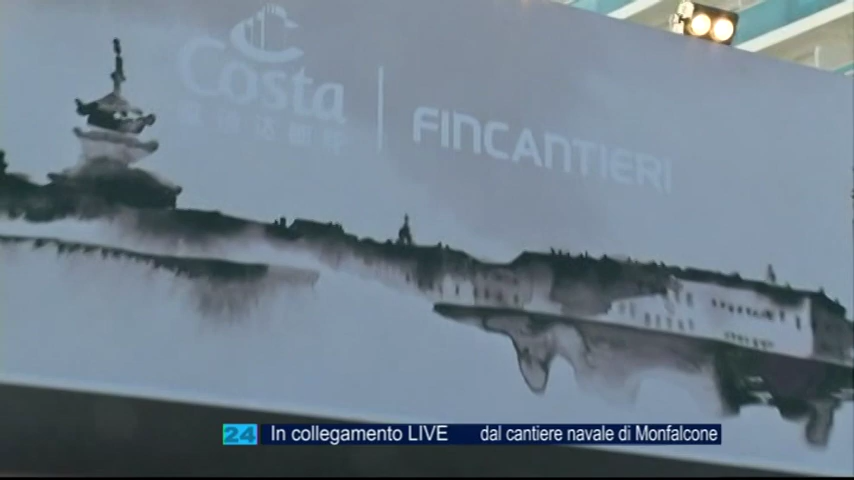 Costa
FINCANTIERI
24 In collegamento LIVE dal cantiere navale di Monfalcone